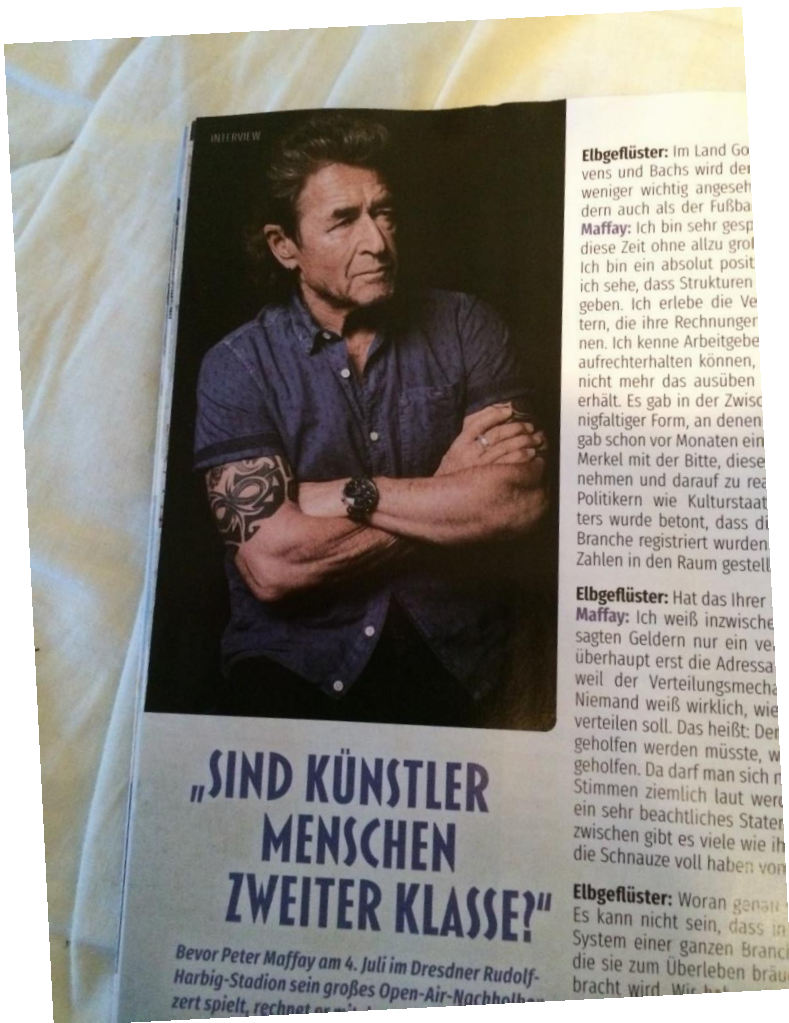 INTERVIEW
„SIND KÜNSTLER
MENSCHEN
ZWEITER KLASSE?"
Bevor Peter Maffay am 4. Juli im Dresdner Rudolf-
Harbig-Stadion sein großes Open-Air-Nachholkon-
zert spielt, rechnet er mit
Elbgeflüster: Im Land Go
vens und Bachs wird der
weniger wichtig angeseh
dern auch als der Fußba
Maffay: Ich bin sehr gesp
diese Zeit ohne allzu groß
Ich bin ein absolut posit
ich sehe, dass Strukturen
geben. Ich erlebe die Ve
tern, die ihre Rechnunger
nen. Ich kenne Arbeitgebe
aufrechterhalten können,
nicht mehr das ausüben
erhält. Es gab in der Zwisc
nigfaltiger Form, an denen
gab schon vor Monaten ein
Merkel mit der Bitte, diese
nehmen und darauf zu rea
Politikern wie Kulturstaat
ters wurde betont, dass di
Branche registriert wurden
Zahlen in den Raum gestell
Elbgeflüster: Hat das Ihrer
Maffay: Ich weiß inzwische
sagten Geldern nur ein ve
überhaupt erst die Adressa
weil der Verteilungsmecha
Niemand weiß wirklich, wie
verteilen soll. Das heißt: Der
geholfen werden müsste, w
geholfen. Da darf man sich n
Stimmen ziemlich laut werd
ein sehr beachtliches Stater
zwischen gibt es viele wie ih
die Schnauze voll haben von
Elbgeflüster: Woran genau
Es kann nicht sein, dass in
System einer ganzen Branc
die sie zum Überleben bräu
bracht wird. Wir